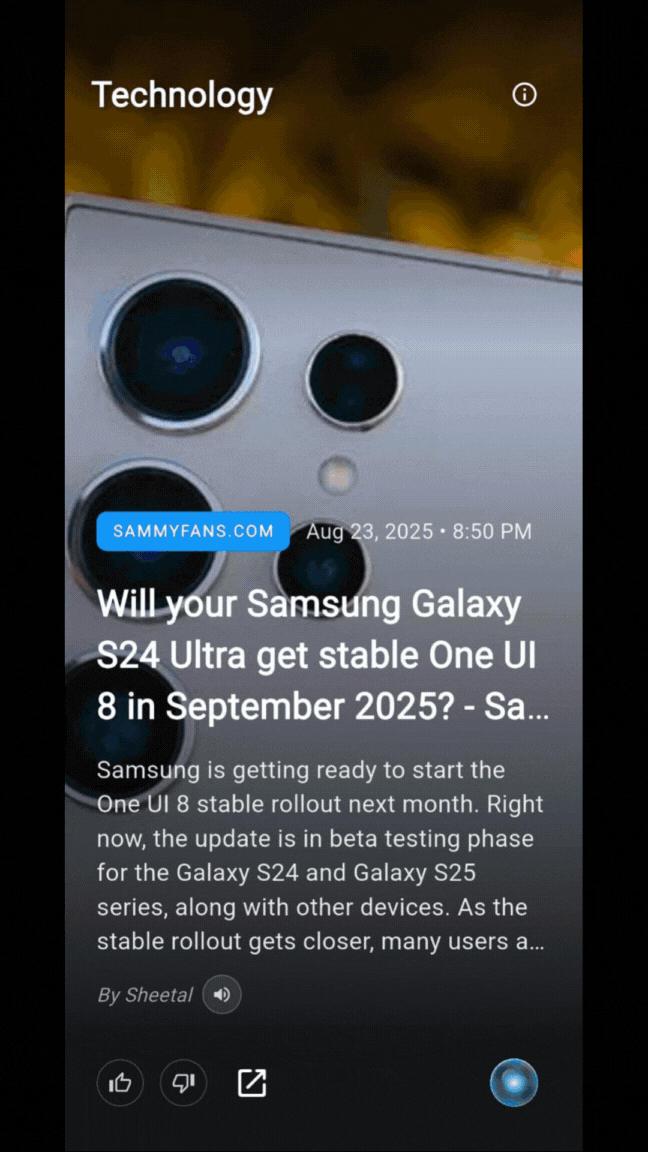 Technology
SAMMYFANS.COM Aug 23, 2025 • 8:50 PM
Will your Samsung Galaxy
S24 Ultra get stable One UI
8 in September 2025? - Sa...
Samsung is getting ready to start the
One UI 8 stable rollout next month. Right
now, the update is in beta testing phase
for the Galaxy S24 and Galaxy S25
series, along with other devices. As the
stable rollout gets closer, many users a...
By Sheetal